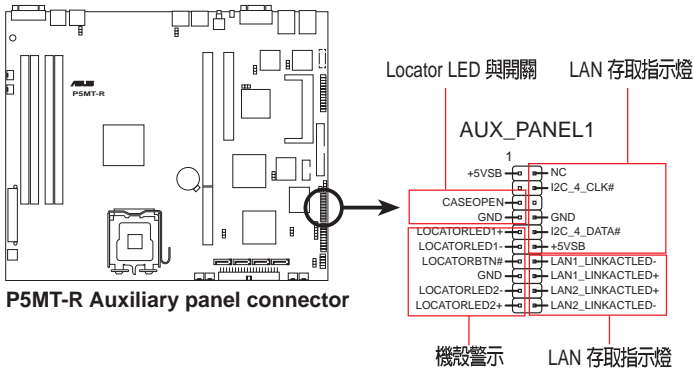 ASUS
P5MT-R
P5MT-R Auxiliary panel connector
Locator LED 與開關
LAN 存取指示燈
AUX_PANEL1
1
+5VSB
NC
I2C_4_CLK#
CASEOPEN
GND
GND
LOCATORLED1+
I2C_4_DATA#
LOCATORLED1-
+5VSB
LOCATORBTN#
LAN1_LINKACTLED-
GND
LAN1_LINKACTLED+
LOCATORLED2-
LAN2_LINKACTLED+
LOCATORLED2+
LAN2_LINKACTLED-
機殼警示
LAN 存取指示燈